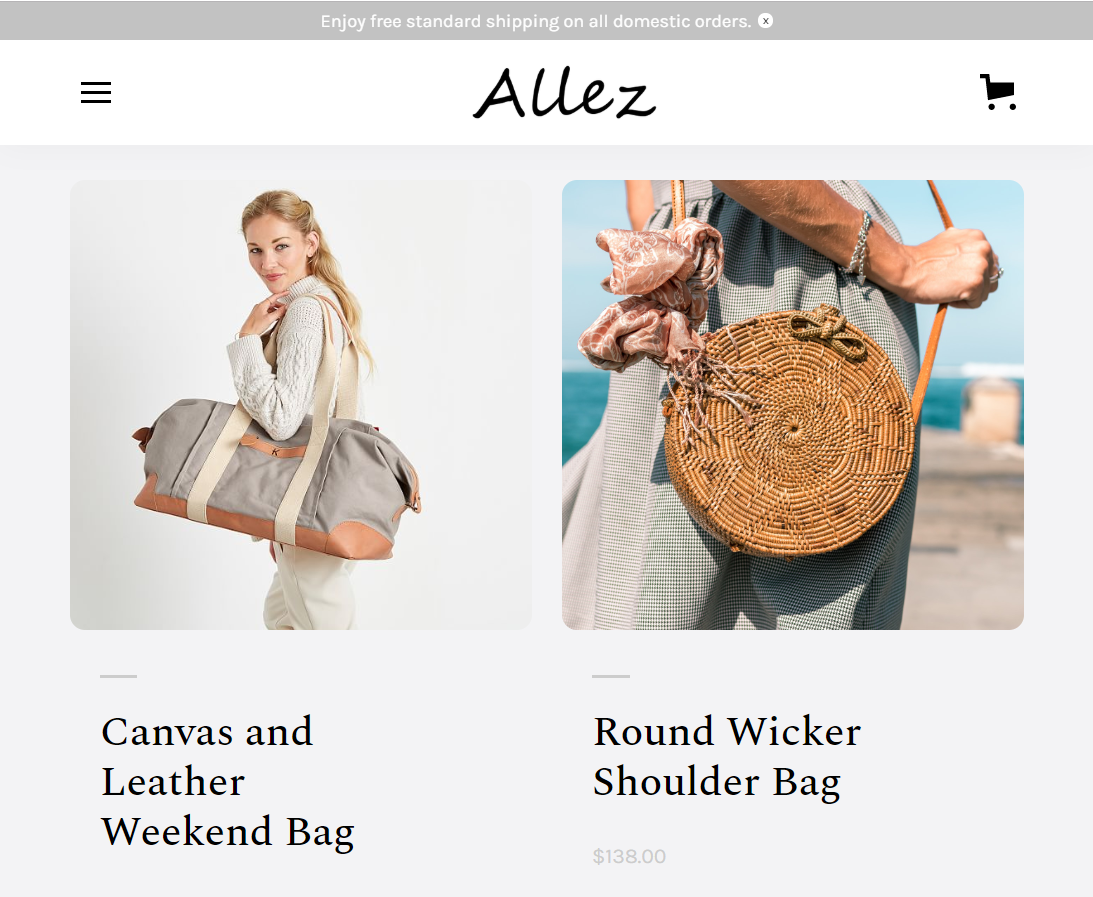 Enjoy free standard shipping on all domestic orders. x
Allez
K
Canvas and
Leather
Weekend Bag
Round Wicker
Shoulder Bag
$138.00